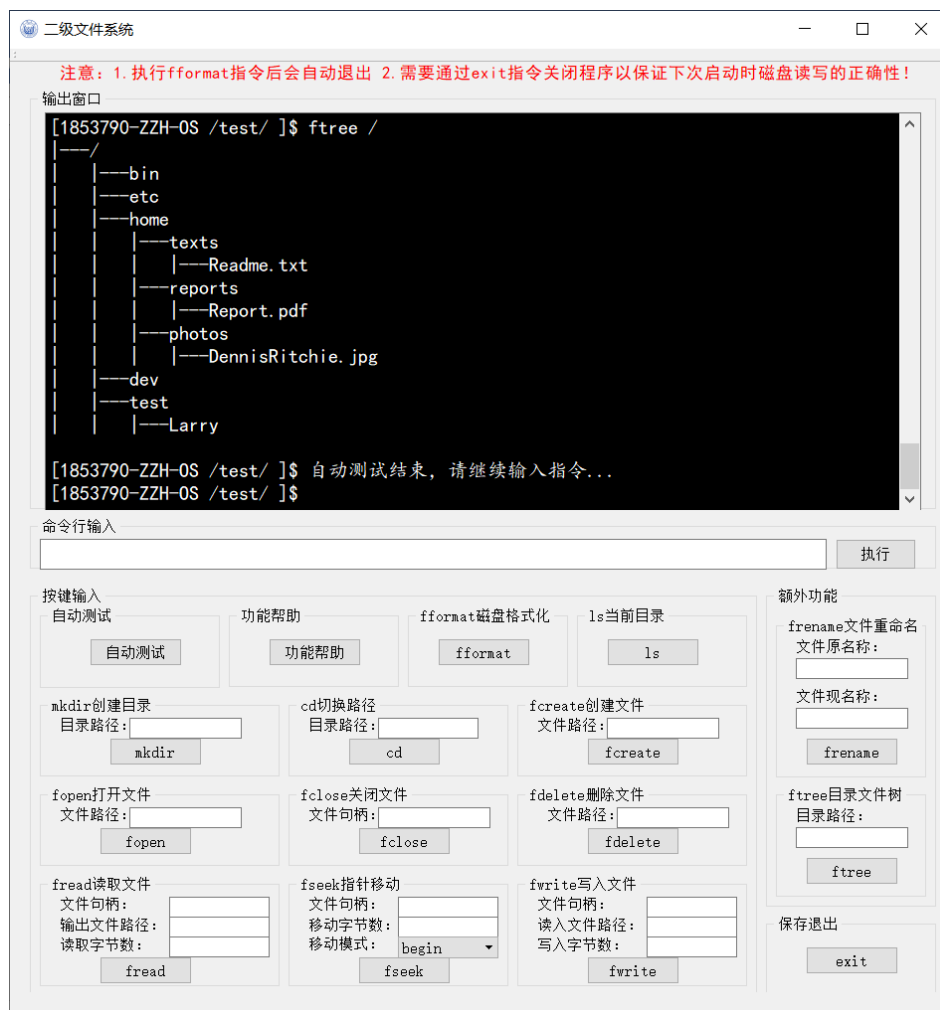 二级文件系统
注意：1.执行fformat指令后会自动退出 2.需要通过exit指令关闭程序以保证下次启动时磁盘读写的正确性！
输出窗口
[1853790-ZZH-OS /test/ ]$ ftree /
|---/
|   |---bin
|   |---etc
|   |---home
|   |   |---texts
|   |   |   |---Readme.txt
|   |   |---reports
|   |   |   |---Report.pdf
|   |   |---photos
|   |   |   |---DennisRitchie.jpg
|   |---dev
|   |---test
|   |   |---Larry
[1853790-ZZH-OS /test/ ]$ 自动测试结束，请继续输入指令...
[1853790-ZZH-OS /test/ ]$
命令行输入
执行
按键输入
自动测试
自动测试
功能帮助
功能帮助
fformat磁盘格式化
fformat
ls当前目录
ls
mkdir创建目录
目录路径:
mkdir
cd切换路径
目录路径:
cd
fcreate创建文件
文件路径:
fcreate
fopen打开文件
文件路径:
fopen
fclose关闭文件
文件句柄:
fclose
fdelete删除文件
文件路径:
fdelete
fread读取文件
文件句柄:
输出文件路径:
读取字节数:
fread
fseek指针移动
文件句柄:
移动字节数:
移动模式: begin
fseek
fwrite写入文件
文件句柄:
读入文件路径:
写入字节数:
fwrite
额外功能
frename文件重命名
文件原名称:
文件现名称:
frename
ftree目录文件树
目录路径:
ftree
保存退出
exit